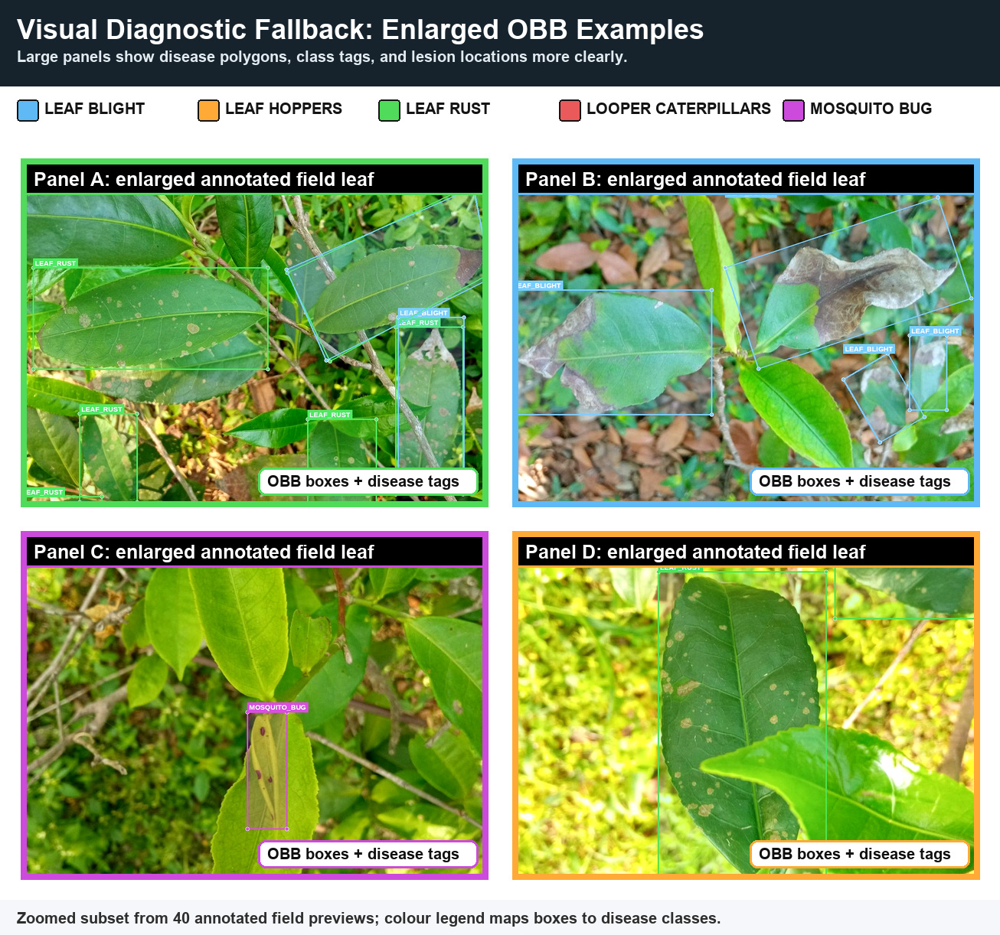 Visual Diagnostic Fallback: Enlarged OBB Examples
Large panels show disease polygons, class tags, and lesion locations more clearly.
LEAF BLIGHT
LEAF HOPPERS
LEAF RUST
LOOPER CATERPILLARS
MOSQUITO BUG
Panel A: enlarged annotated field leaf
LEAF_RUST
LEAF_BLIGHT
LEAF_RUST
LEAF_RUST
LEAF_RUST
EAF_RUST
OBB boxes + disease tags
Panel B: enlarged annotated field leaf
EAF_BLIGHT
LEAF_BLIGHT
LEAF_BLIGHT
OBB boxes + disease tags
Panel C: enlarged annotated field leaf
MOSQUITO_BUG
OBB boxes + disease tags
Panel D: enlarged annotated field leaf
LEAF_RUST
OBB boxes + disease tags
Zoomed subset from 40 annotated field previews; colour legend maps boxes to disease classes.